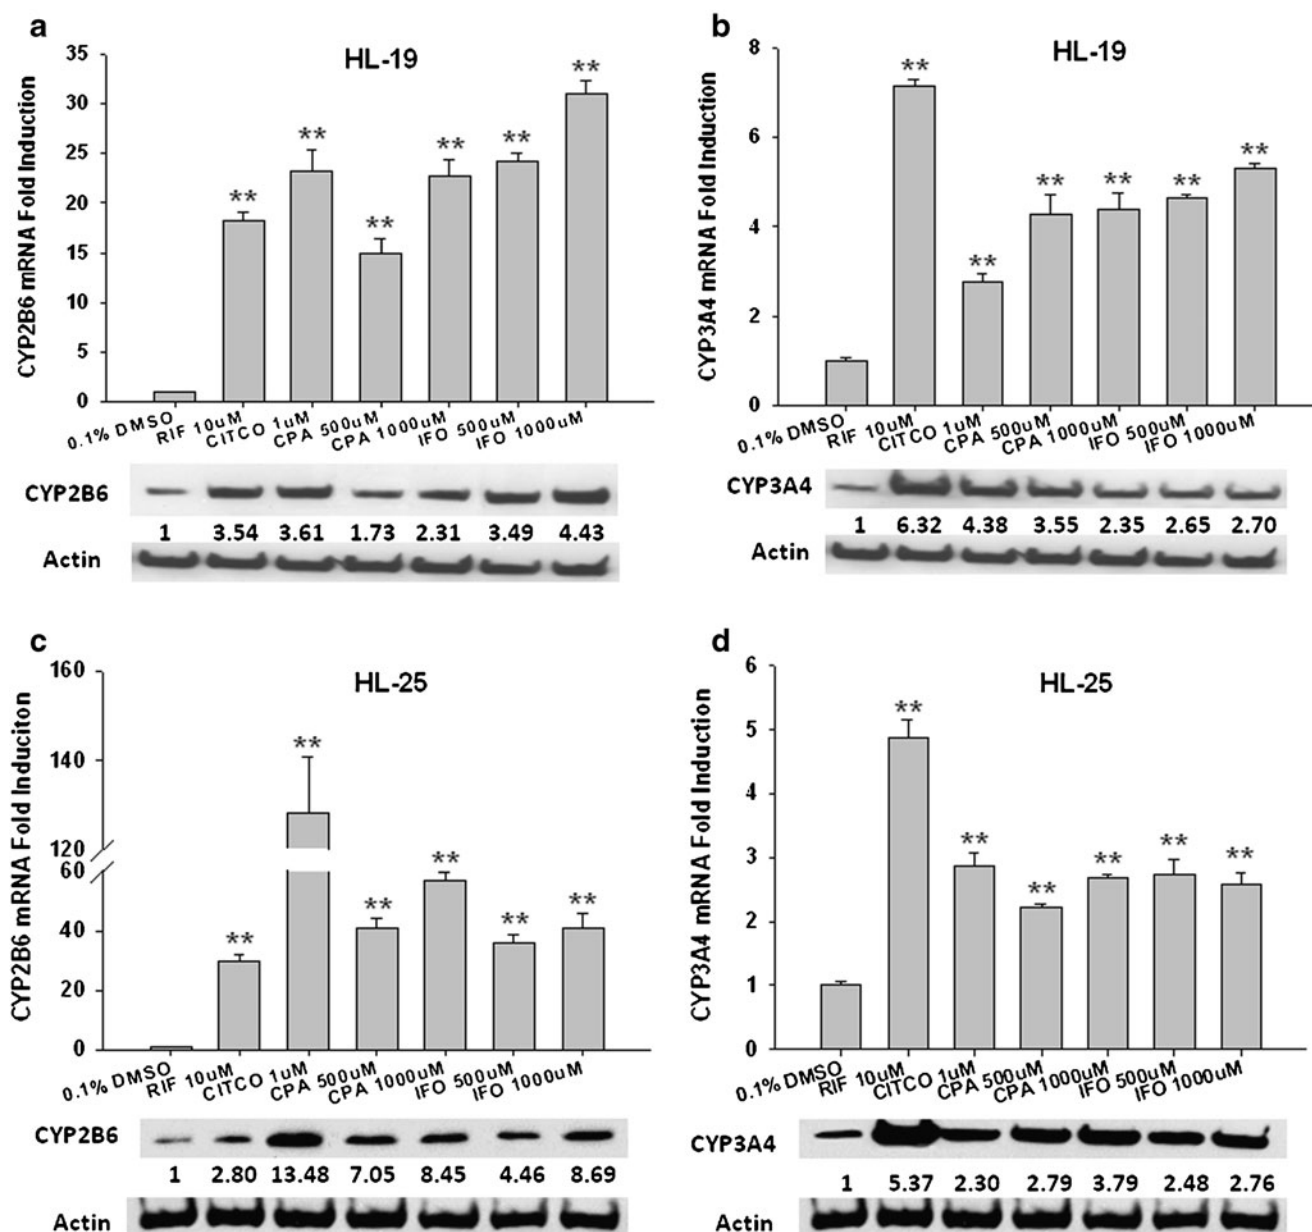 a
HL-19
CYP2B6 mRNA Fold Induction
35
30
25
20
15
10
5
0
**
**
**
**
**
**
0.1% DMSO
RIF 10uM
CITCO 1uM
CPA 500uM
CPA 1000uM
IFO 500uM
IFO 1000uM
CYP2B6
1 3.54 3.61 1.73 2.31 3.49 4.43
Actin
b
HL-19
CYP3A4 mRNA Fold Induction
8
6
4
2
0
**
**
**
**
**
**
0.1% DMSO
RIF 10uM
CITCO 1uM
CPA 500uM
CPA 1000uM
IFO 500uM
IFO 1000uM
CYP3A4
1 6.32 4.38 3.55 2.35 2.65 2.70
Actin
c
HL-25
CYP2B6 mRNA Fold Induciton
160
140
120
60
40
20
0
**
**
**
**
**
**
0.1% DMSO
RIF 10uM
CITCO 1uM
CPA 500uM
CPA 1000uM
IFO 500uM
IFO 1000uM
CYP2B6
1 2.80 13.48 7.05 8.45 4.46 8.69
Actin
d
HL-25
CYP3A4 mRNA Fold Induction
6
5
4
3
2
1
0
**
**
**
**
**
**
0.1% DMSO
RIF 10uM
CITCO 1uM
CPA 500uM
CPA 1000uM
IFO 500uM
IFO 1000uM
CYP3A4
1 5.37 2.30 2.79 3.79 2.48 2.76
Actin